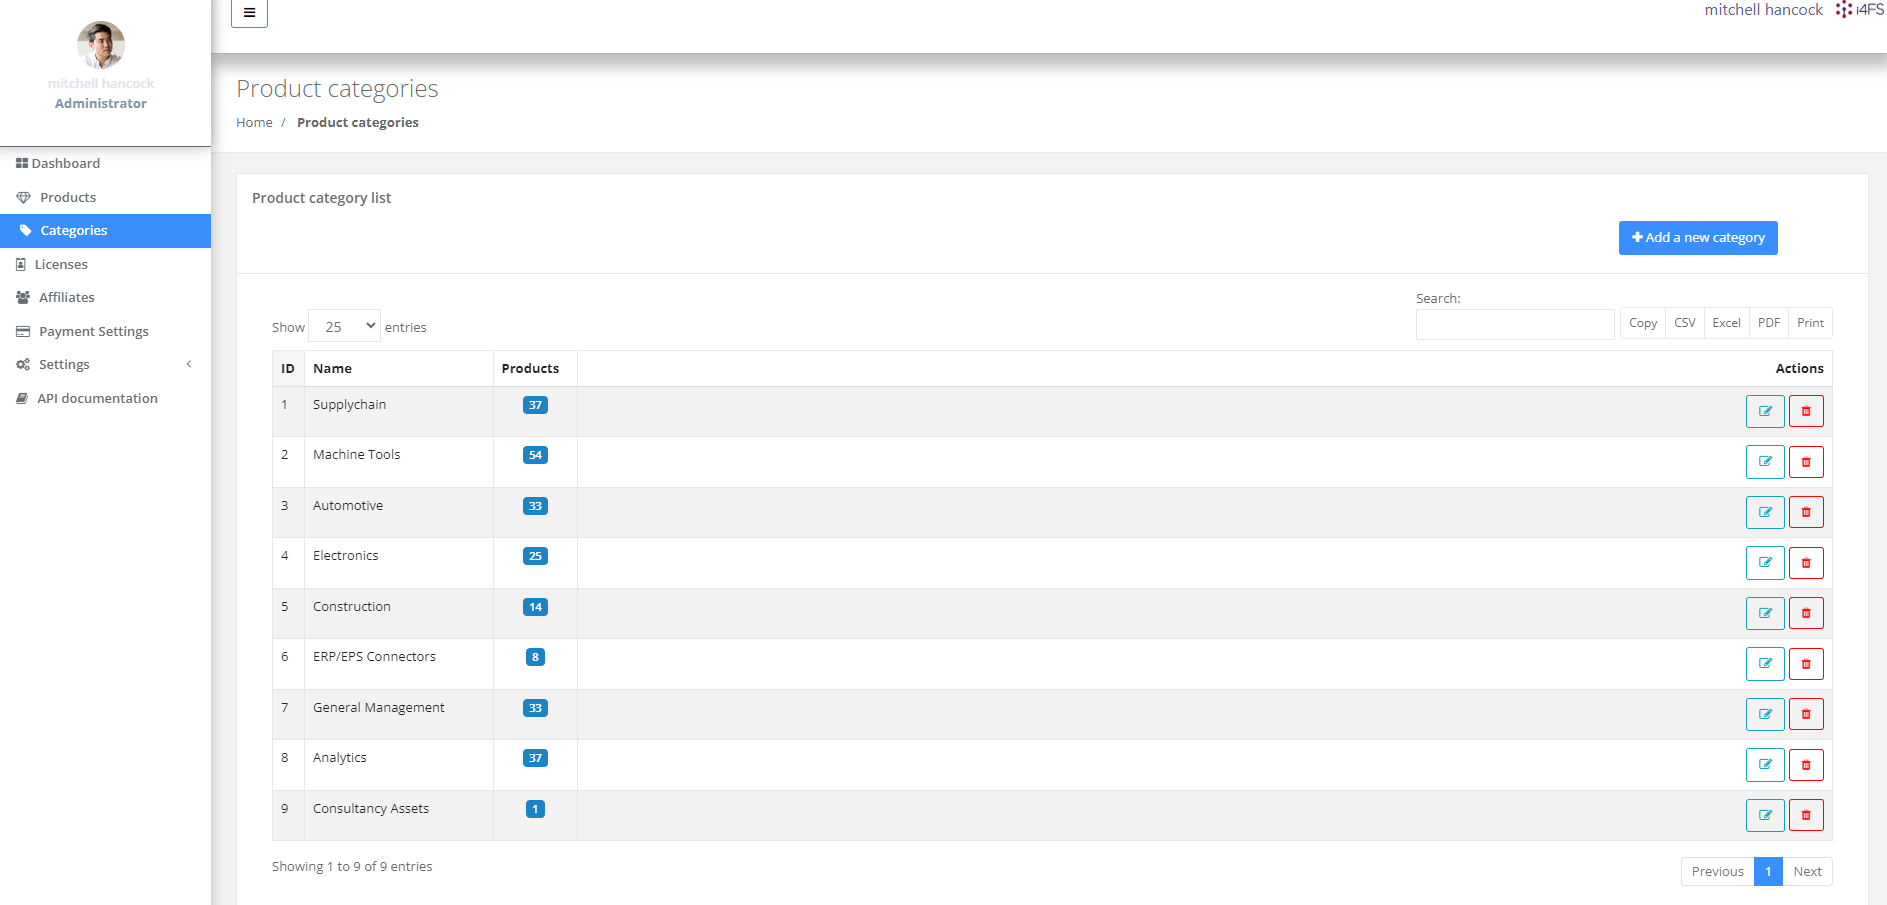 mitchell hancock
i4FS
mitchell hancock
Administrator
Dashboard
Products
Categories
Licenses
Affiliates
Payment Settings
Settings
API documentation
Product categories
Home / Product categories
Product category list
Add a new category
Show 25 entries
Search:
Copy CSV Excel PDF Print
ID Name Products Actions
1 Supplychain 37
2 Machine Tools 54
3 Automotive 33
4 Electronics 25
5 Construction 14
6 ERP/EPS Connectors 8
7 General Management 33
8 Analytics 37
9 Consultancy Assets 1
Showing 1 to 9 of 9 entries
Previous 1 Next